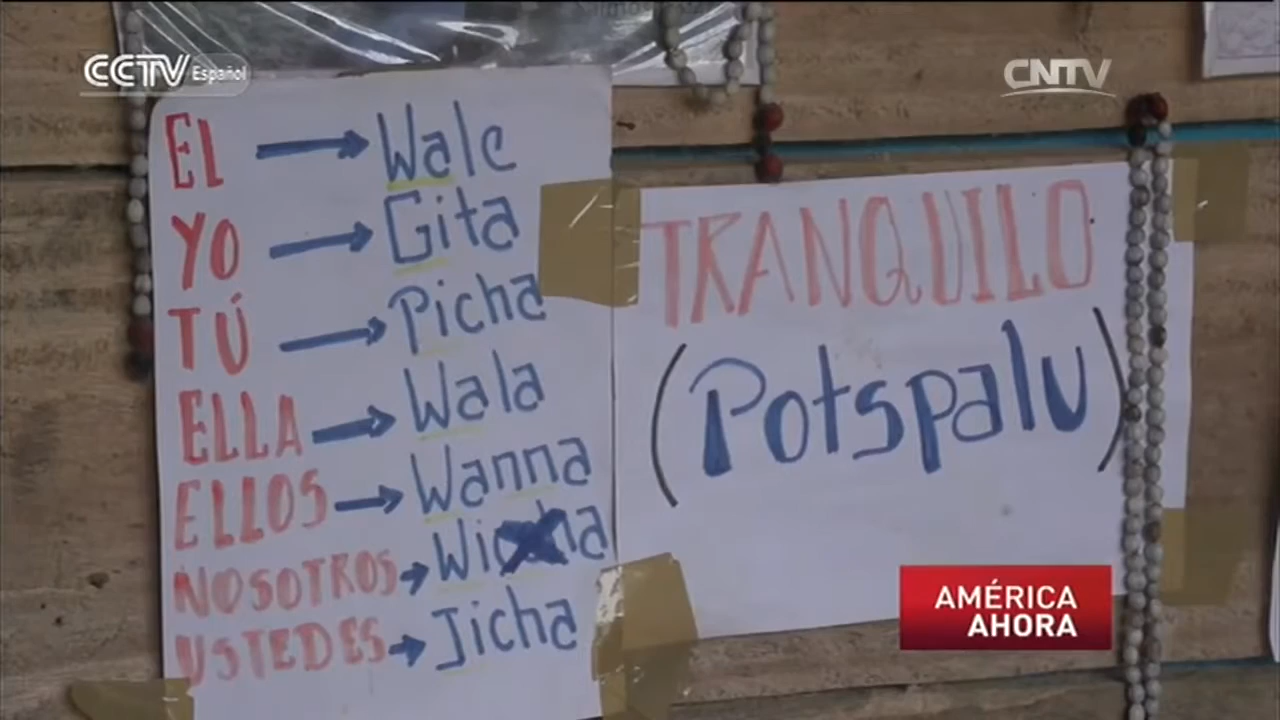 CCTV Español
CNTV
EL → Wale
YO → Gita
TÚ → Picha
ELLA → Wala
ELLOS → Wanna
NOSOTROS →
USTEDES → Jicha
TRANQUILO
(Potspalu)
AMÉRICA
AHORA